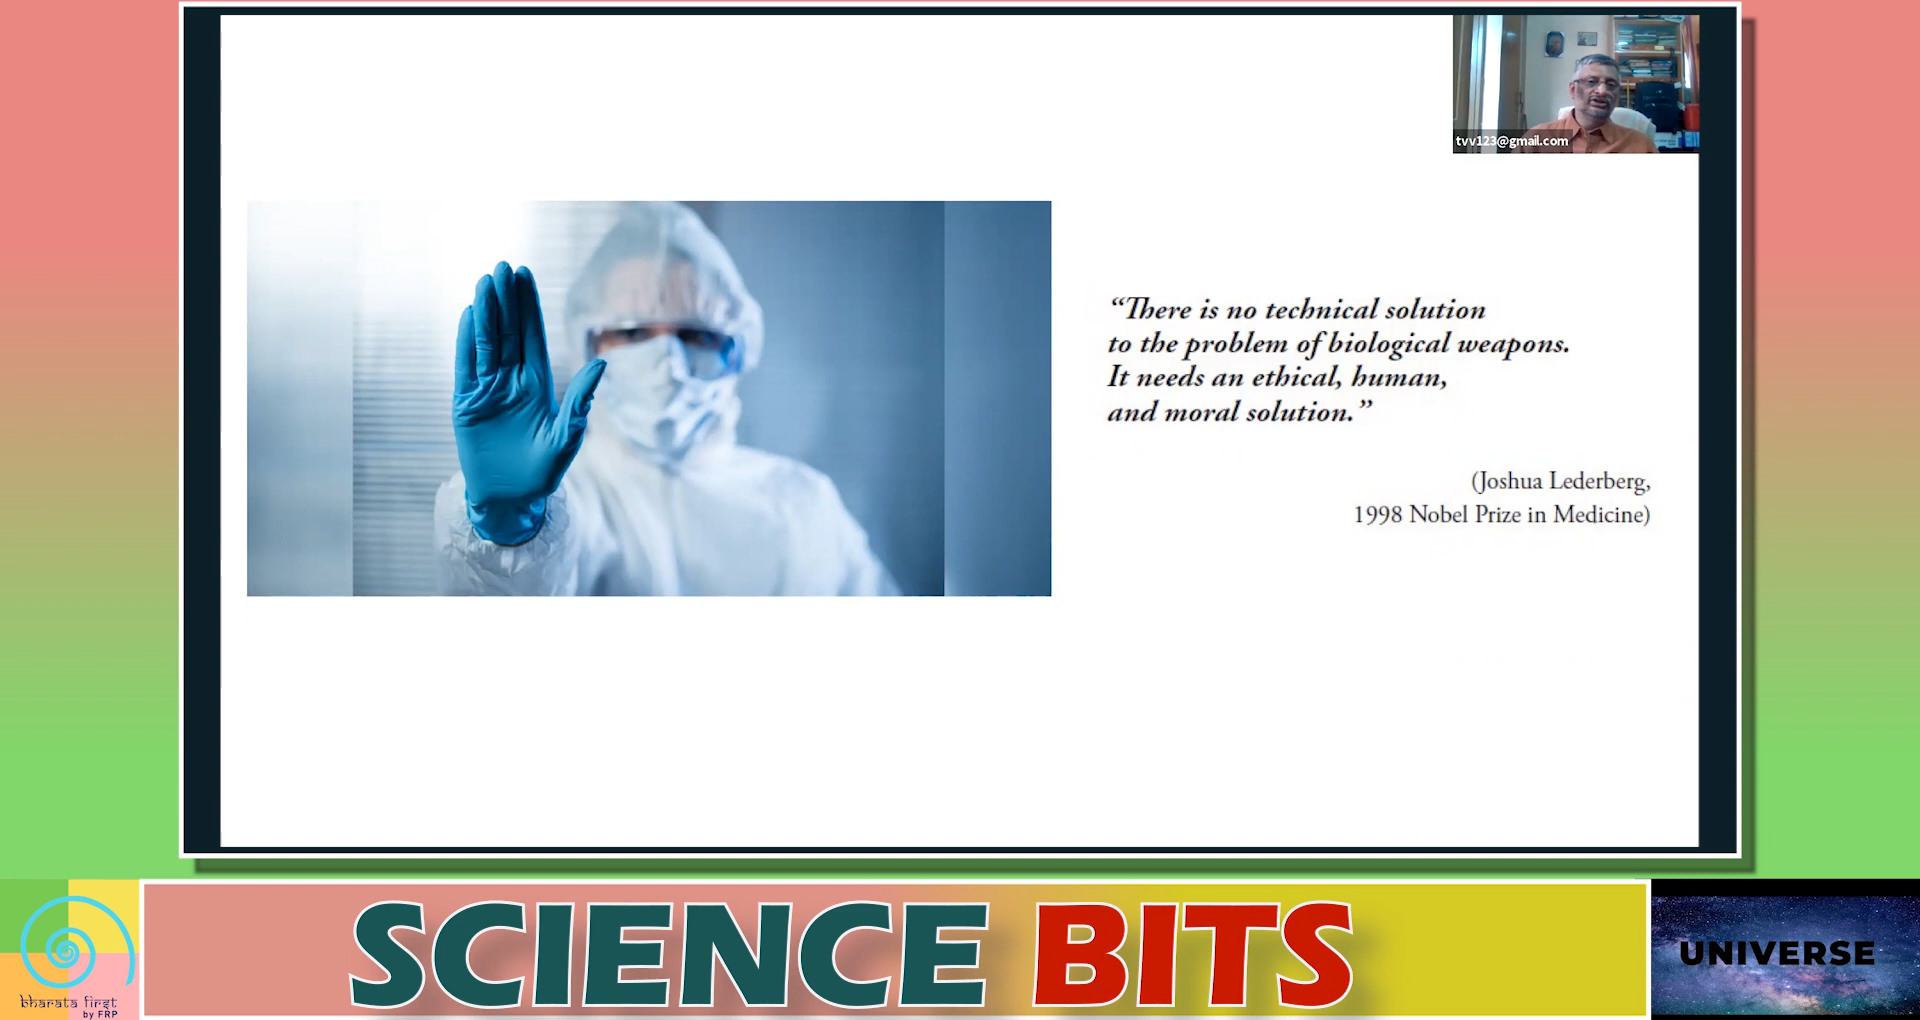 tvv123@gmail.com
“There is no technical solution
to the problem of biological weapons.
It needs an ethical, human,
and moral solution.”
(Joshua Lederberg,
1998 Nobel Prize in Medicine)
SCIENCE BITS
UNIVERSE
bharata first
by FRP